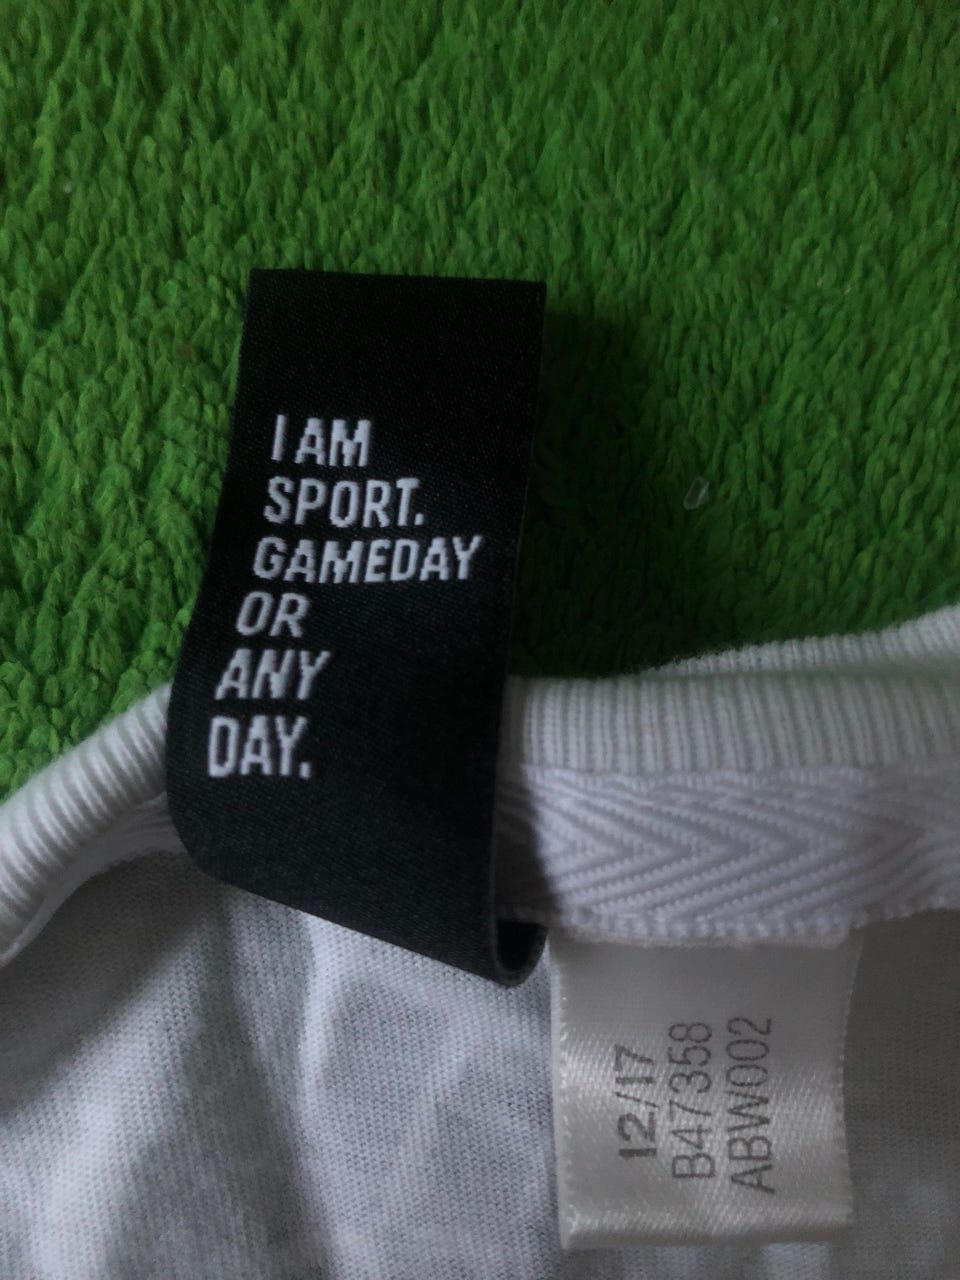 I AM
SPORT.
GAMEDAY
OR
ANY
DAY.
12/17
B47358
ABW002